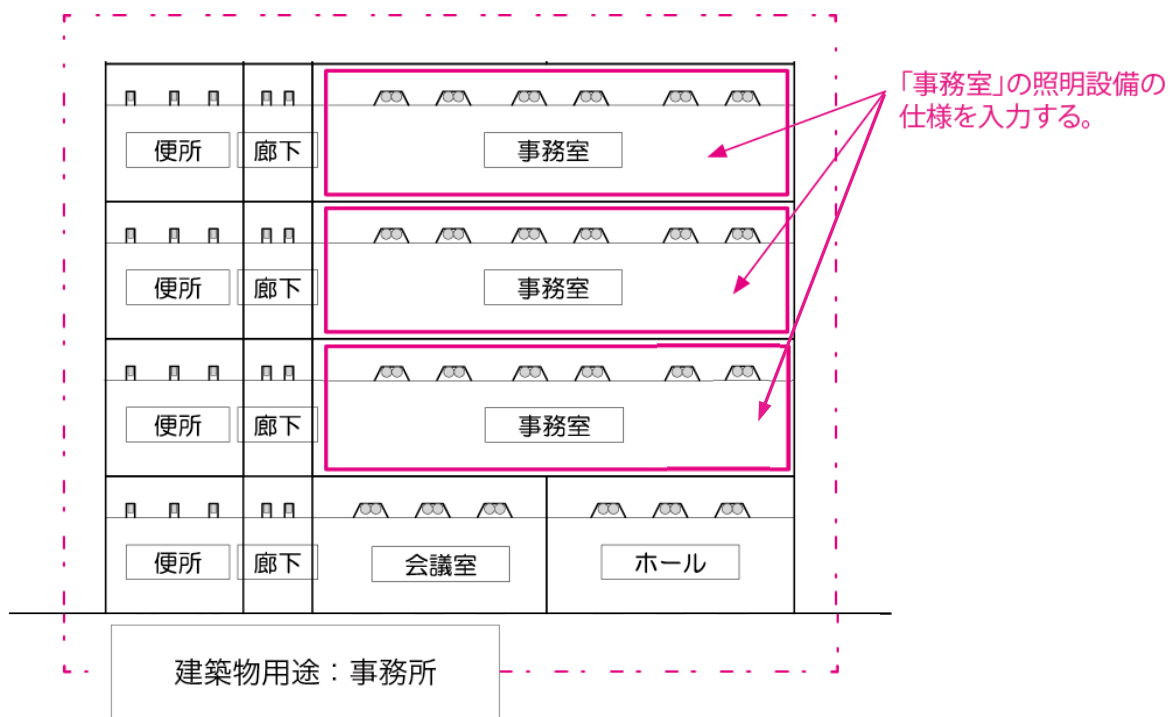 「事務室」の照明設備の
仕様を入力する。
便所 廊下 事務室
便所 廊下 事務室
便所 廊下 事務室
便所 廊下 会議室 ホール
建築物用途：事務所